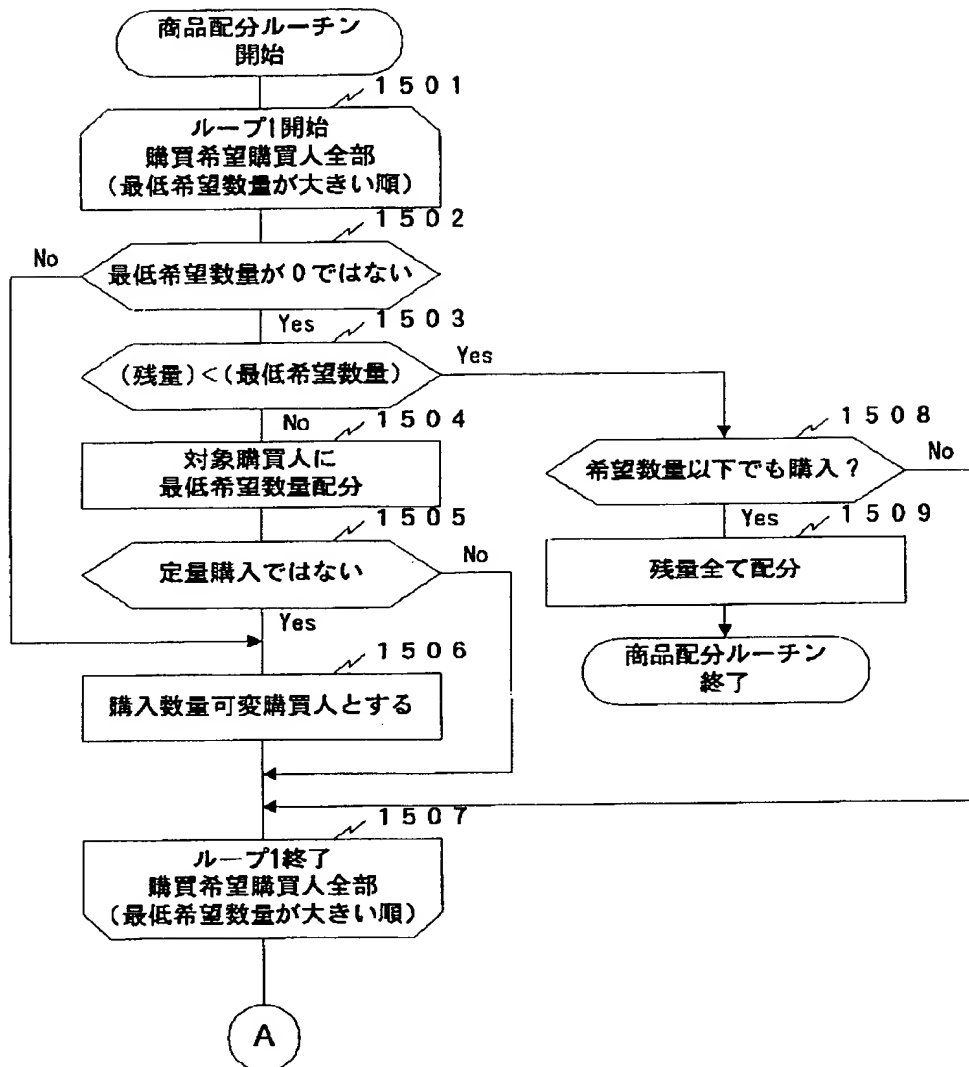 商品配分ルーチン
開始
1501
ループ1開始
購買希望購買人全部
(最低希望数量が大きい順)
1502
No
最低希望数量が0ではない
Yes
1503
(残量)<(最低希望数量)
Yes
No
1504
対象購買人に
最低希望数量配分
1505
定量購入ではない
No
Yes
1506
購入数量可変購買人とする
1507
ループ1終了
購買希望購買人全部
(最低希望数量が大きい順)
A
1508
希望数量以下でも購入?
No
Yes
1509
残量全て配分
商品配分ルーチン
終了